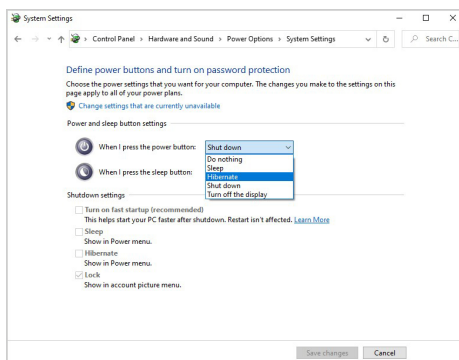 System Settings
Control Panel > Hardware and Sound > Power Options > System Settings
Search C...
Define power buttons and turn on password protection
Choose the power settings that you want for your computer. The changes you make to the settings on this
page apply to all of your power plans.
Change settings that are currently unavailable
Power and sleep button settings
When I press the power button: Shut down
Do nothing
Sleep
When I press the sleep button: Hibernate
Shut down
Turn off the display
Shutdown settings
Turn on fast startup (recommended)
This helps start your PC faster after shutdown. Restart isn't affected. Learn More
Sleep
Show in Power menu.
Hibernate
Show in Power menu.
Lock
Show in account picture menu.
Save changes Cancel